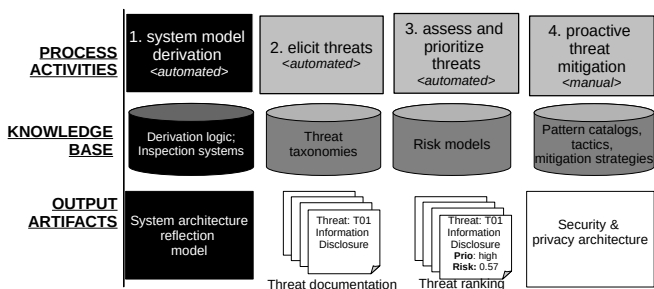 PROCESS
ACTIVITIES
1. system model
derivation
<automated>
2. elicit threats
<automated>
3. assess and
prioritize
threats
<automated>
4. proactive
threat
mitigation
<manual>
KNOWLEDGE
BASE
Derivation logic;
Inspection systems
Threat
taxonomies
Risk models
Pattern catalogs,
tactics,
mitigation strategies
OUTPUT
ARTIFACTS
System architecture
reflection
model
Threat: T01
Information
Disclosure
Threat documentation
Threat: T01
Information
Disclosure
Prio: high
Risk: 0.57
Threat ranking
Security &
privacy architecture